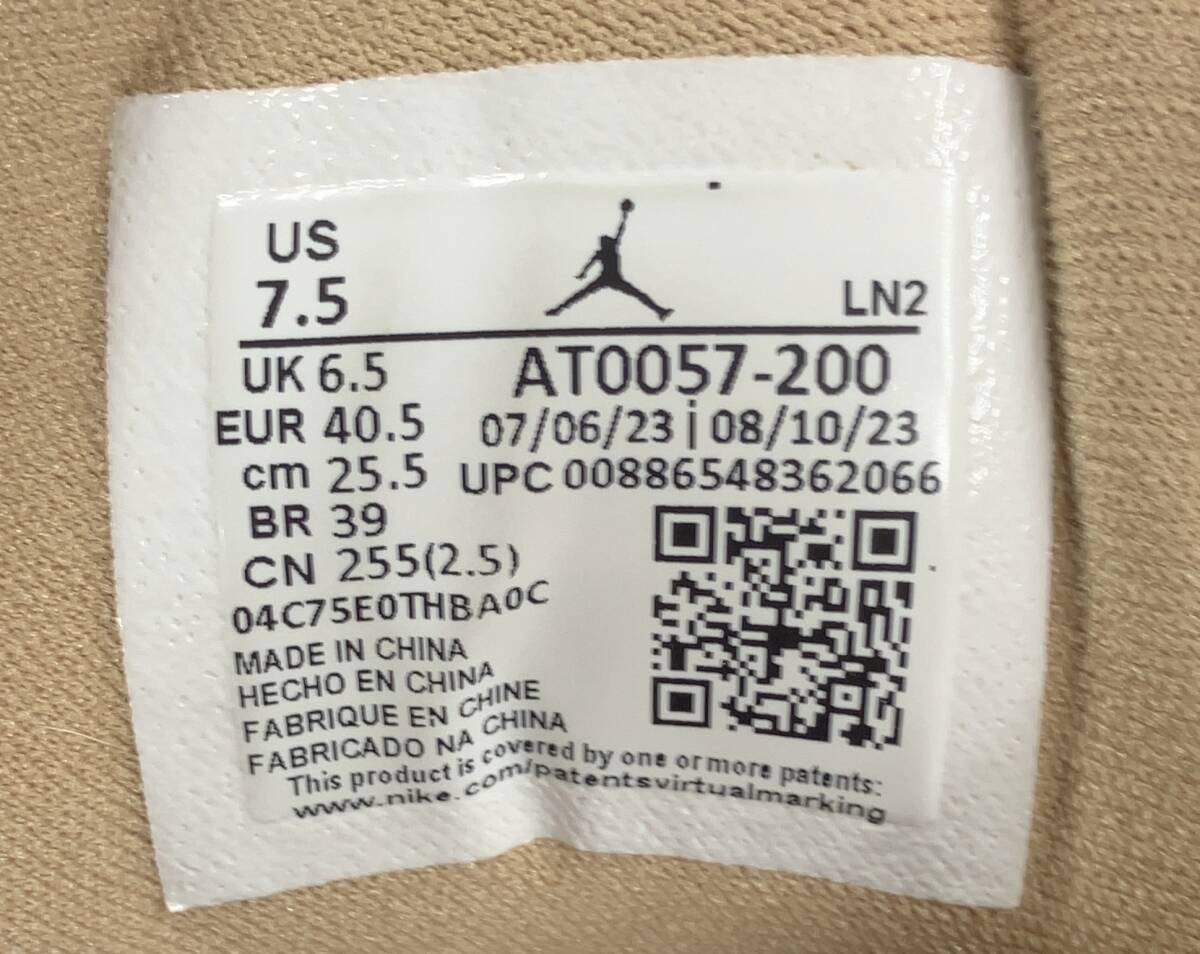 US
7.5
LN2
UK 6.5
AT0057-200
EUR 40.5
07/06/23 | 08/10/23
cm 25.5
UPC 00886548362066
BR 39
CN 255(2.5)
04C75E0THBA0C
MADE IN CHINA
HECHO EN CHINA
FABRIQUE EN CHINE
FABRICADO NA CHINA
This product is covered by one or more patents:
www.nike.com/patentsvirtualmarking